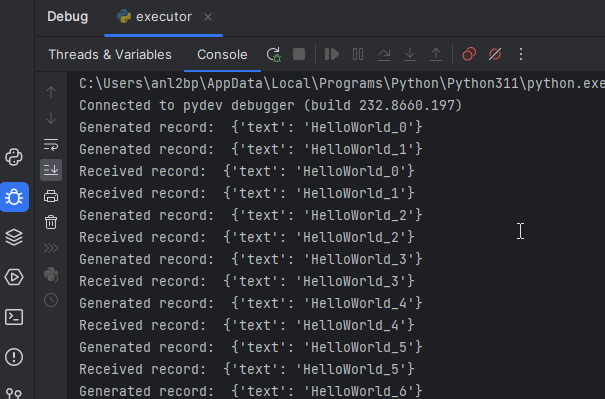 Debug
executor
Threads & Variables
Console
C:\Users\anl2bp\AppData\Local\Programs\Python\Python311\python.exe
Connected to pydev debugger (build 232.8660.197)
Generated record:  {'text': 'HelloWorld_0'}
Generated record:  {'text': 'HelloWorld_1'}
Received record:  {'text': 'HelloWorld_0'}
Received record:  {'text': 'HelloWorld_1'}
Generated record:  {'text': 'HelloWorld_2'}
Received record:  {'text': 'HelloWorld_2'}
Generated record:  {'text': 'HelloWorld_3'}
Received record:  {'text': 'HelloWorld_3'}
Generated record:  {'text': 'HelloWorld_4'}
Received record:  {'text': 'HelloWorld_4'}
Generated record:  {'text': 'HelloWorld_5'}
Received record:  {'text': 'HelloWorld_5'}
Generated record:  {'text': 'HelloWorld_6'}